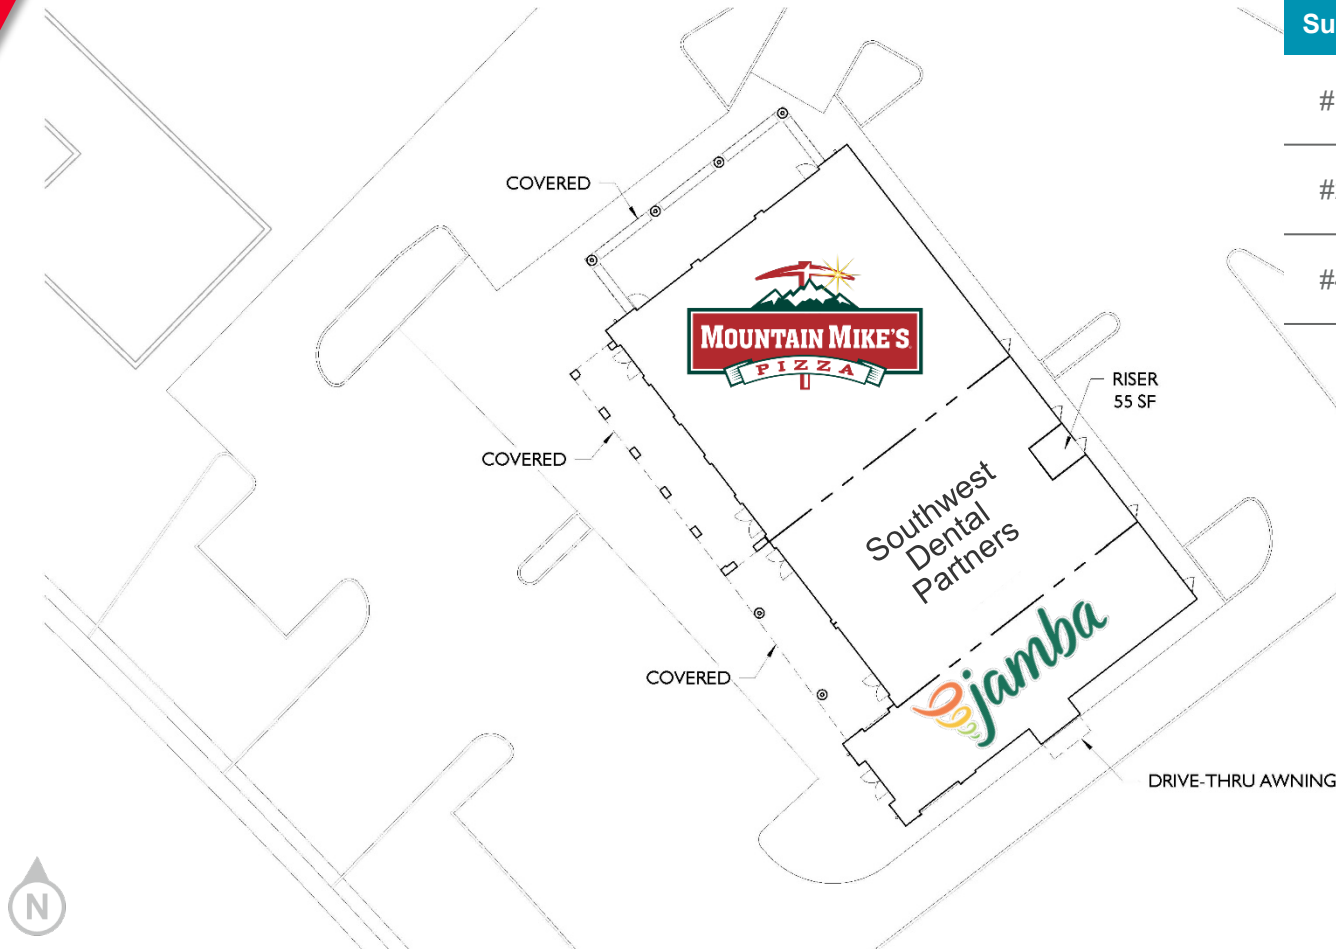 Su
#
#
#
COVERED
MOUNTAIN MIKE'S
PIZZA
RISER
55 SF
COVERED
Southwest
Dental
Partners
jamba
COVERED
DRIVE-THRU AWNING
N